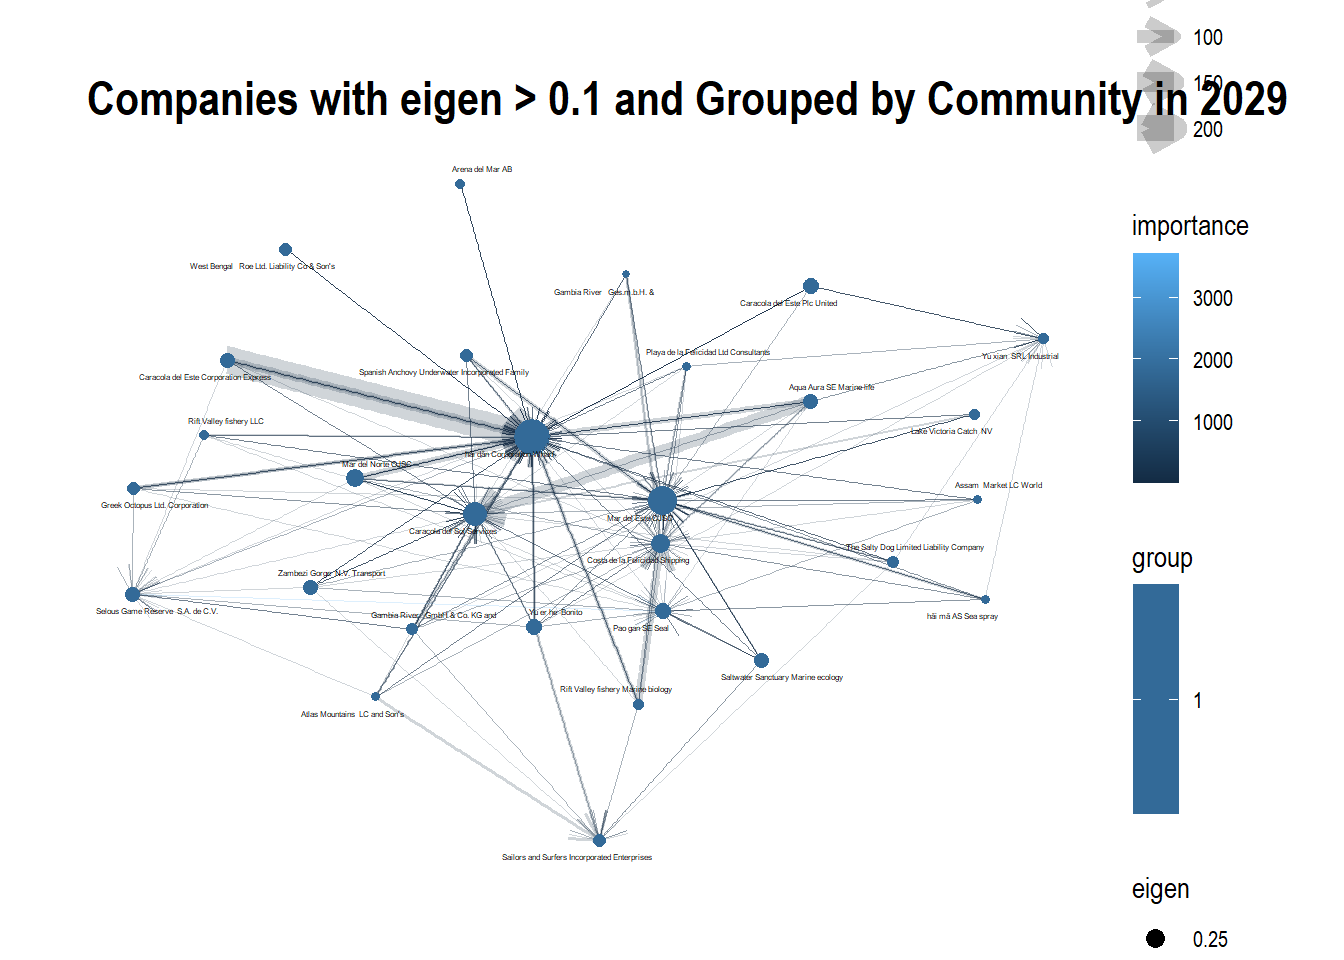 100
150
200
Companies with eigen > 0.1 and Grouped by Community in 2029
Arena del Mar AB
West Bengal Roe Ltd. Liability Co & Son's
Gambia River Ges.m.b.H. &
Caracola del Este Plc United
Playa de la Felicidad Ltd Consultants
Yu xian SRL Industrial
Caracola del Este Corporation Express
Spanish Anchovy Underwater Incorporated Family
Aqua Aura SE Marine life
Rift Valley fishery LLC
Lake Victoria Catch NV
hai dan Corporation Wharf
Mar del Norte OJSC
Greek Octopus Ltd. Corporation
Assam Market LC World
Mar del Este CJSC
Caracola del Sol Services
The Salty Dog Limited Liability Company
Costa de la Felicidad Shipping
Zambezi Gorge N.V. Transport
Selous Game Reserve S.A. de C.V.
Gambia River GmbH & Co. KG and
Yu er he Bonito
hǎi mǎ AS Sea spray
Pao gan SE Seal
Saltwater Sanctuary Marine ecology
Rift Valley fishery Marine biology
Atlas Mountains LC and Son's
Sailors and Surfers Incorporated Enterprises
importance
3000
2000
1000
group
1
eigen
0.25